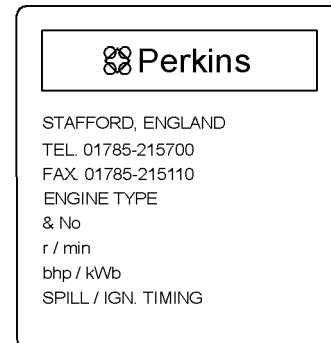 Perkins
STAFFORD, ENGLAND
TEL. 01785-215700
FAX. 01785-215110
ENGINE TYPE
& No
r / min
bhp / kWb
SPILL / IGN. TIMING